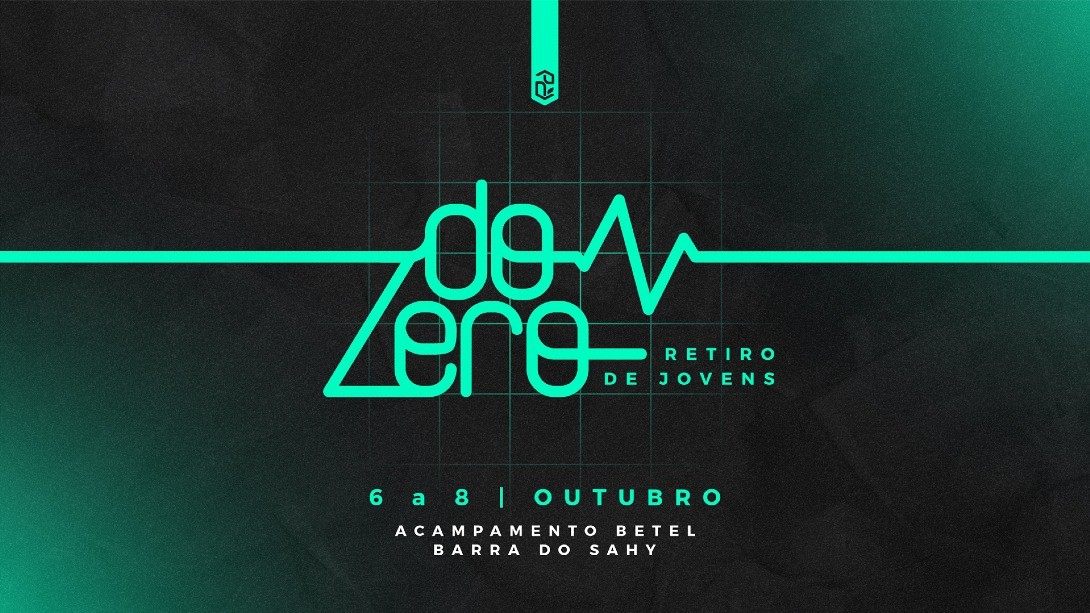 do
Zero
RETIRO
DE JOVENS
6 a 8 | OUTUBRO
ACAMPAMENTO BETEL
BARRA DO SAHY